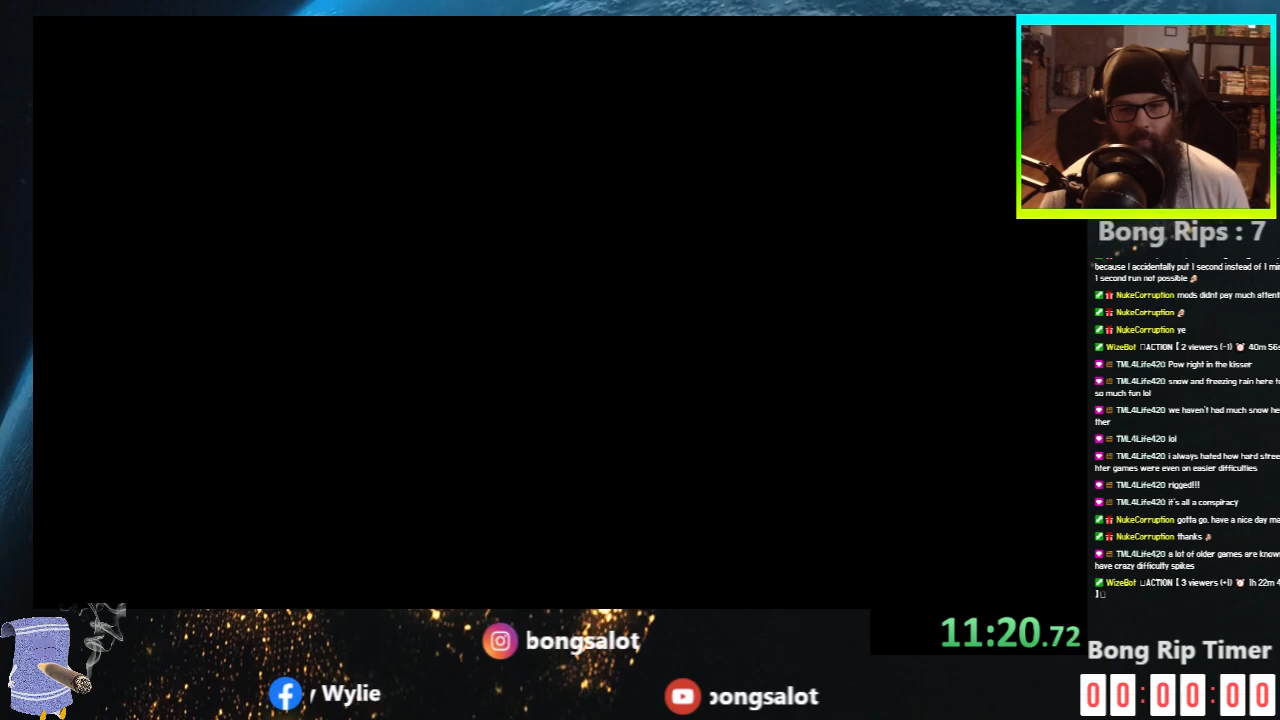 Bong Rips : 7
because I accidentally put 1 second instead of 1 mi
1 second run not possible
NukeCorruption mods didnt pay much attent
NukeCorruption
NukeCorruption ye
WizeBot ACTION [ 2 viewers (-1) 40m 56s
TML4Life420 Pow right in the kisser
TML4Life420 snow and freezing rain here to
so much fun lol
TML4Life420 we haven't had much snow he
ther
TML4Life420 lol
TML4Life420 i always hated how hard stree
hter games were even on easier difficulties
TML4Life420 rigged!!!
TML4Life420 it's all a conspiracy
NukeCorruption gotta go. have a nice day ma
NukeCorruption thanks
TML4Life420 a lot of older games are know
have crazy difficulty spikes
WizeBot ACTION [ 3 viewers (+1) 1h 22m 4
]
11:20.72
bongsalot
y Wylie
bongsalot
Bong Rip Timer
00:00:00